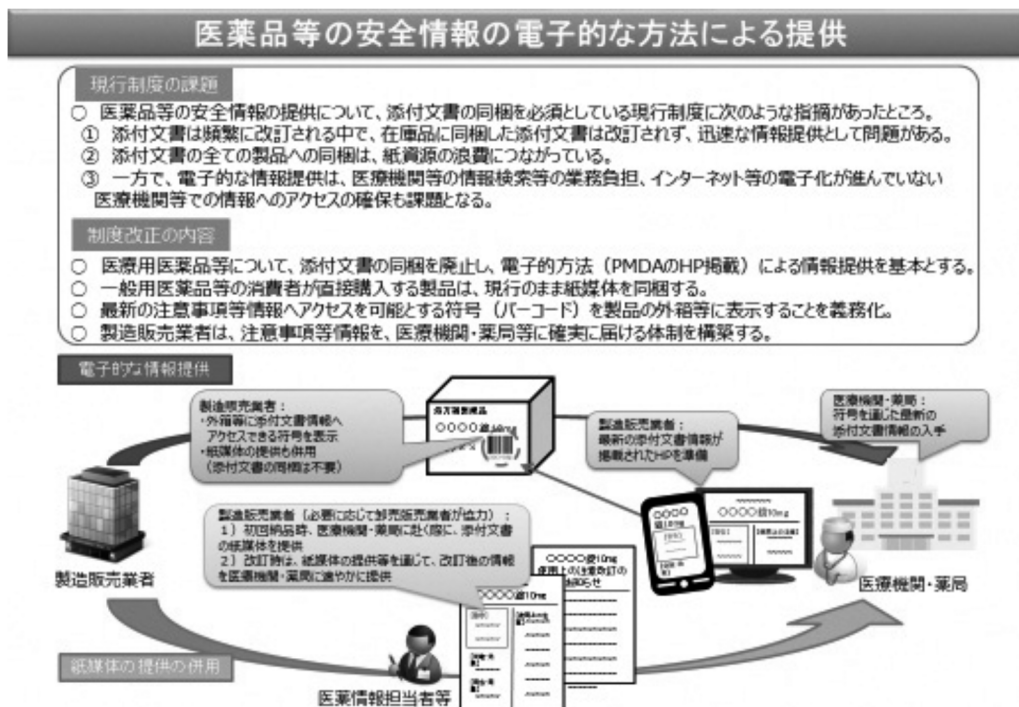 医薬品等の安全情報の電子的な方法による提供
現行制度の課題
○ 医薬品等の安全情報の提供について、添付文書の同梱を必須としている現行制度に次のような指摘があったところ。
① 添付文書は頻繁に改訂される中で、在庫品に同梱した添付文書は改訂されず、迅速な情報提供として問題がある。
② 添付文書の全ての製品への同梱は、紙資源の浪費につながっている。
③ 一方で、電子的な情報提供は、医療機関等の情報検索等の業務負担、インターネット等の電子化が進んでいない
医療機関等での情報へのアクセスの確保も課題となる。
制度改正の内容
○ 医療用医薬品等について、添付文書の同梱を廃止し、電子的方法（PMDAのHP掲載）による情報提供を基本とする。
○ 一般用医薬品等の消費者が直接購入する製品は、現行のまま紙媒体を同梱する。
○ 最新の注意事項等情報へアクセスを可能とする符号（バーコード）を製品の外箱等に表示することを義務化。
○ 製造販売業者は、注意事項等情報を、医療機関・薬局等に確実に届ける体制を構築する。
電子的な情報提供
製造販売業者：
・外箱等に添付文書情報へ
アクセスできる符号を表示
・紙媒体の提供も併用
（添付文書の同梱は不要）
処方箋医薬品
○○○○錠10mg
製造販売業者：
最新の添付文書情報が
掲載されたHPを準備
医療機関・薬局：
符号を通じた最新の
添付文書情報の入手
製造販売業者（必要に応じて卸売販売業者が協力）：
1）初回納品時、医療機関・薬局に赴く際に、添付文書
の紙媒体を提供
2）改訂時は、紙媒体の提供等を通じて、改訂後の情報
を医療機関・薬局に速やかに提供
○○○○
錠10mg
○○○○錠10mg
製造販売業者
医療機関・薬局
○○○○錠10mg
使用上の注意改訂の
お知らせ
○○○○錠10mg
紙媒体の提供の併用
医薬情報担当者等